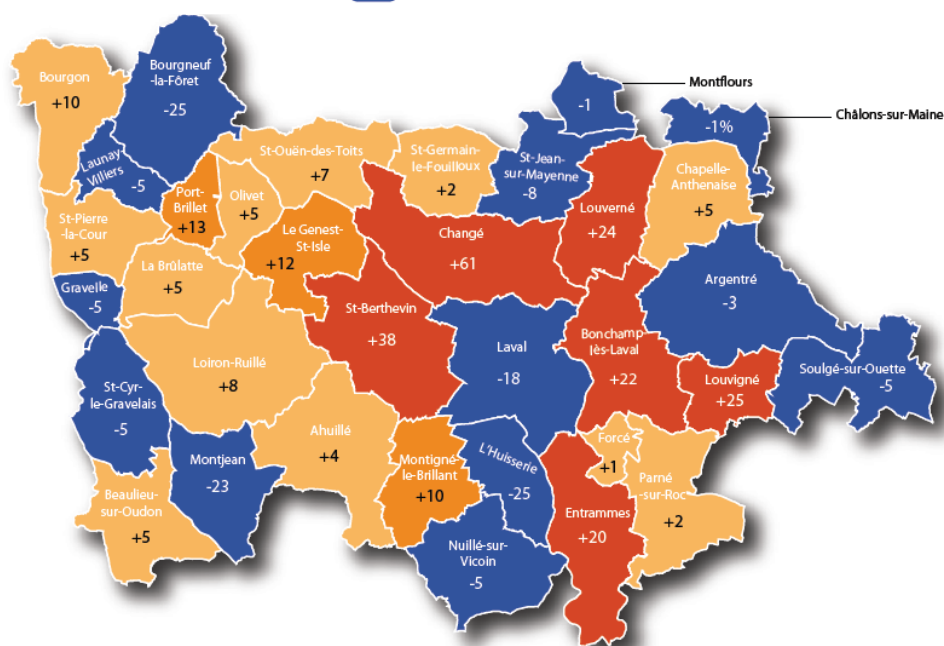 Bourgon
+10
Bourgneuf
-la-Fôret
-25
Montflours
-1
Châlons-sur-Maine
-1%
Launay-
Villiers
-5
Port-
Brillet
+13
Olivet
+5
St-Ouën-des-Toits
+7
St-Germain-
le-Fouilloux
+2
St-Jean-
sur-Mayenne
-8
Louverné
+24
Chapelle-
Anthenaise
+5
St-Pierre
-la-Cour
+5
Le Genest-
St-Isle
+12
Changé
+61
La Brûlatte
+5
Gravelle
-5
St-Berthevin
+38
Argentré
-3
Laval
-18
Bonchamp
-lès-Laval
+22
Loiron-Ruillé
+8
Louvigné
+25
Soulgé-sur-Ouette
-5
St-Cyr-
le-Gravelais
-5
Ahuillé
+4
Montjean
-23
Montigné-
le-Brillant
+10
L'Huisserie
-25
Forcé
+1
Parné
-sur-Roc
+2
Beaulieu-
sur-Oudon
+5
Entrammes
+20
Nuillé-sur-
Vicoin
-5